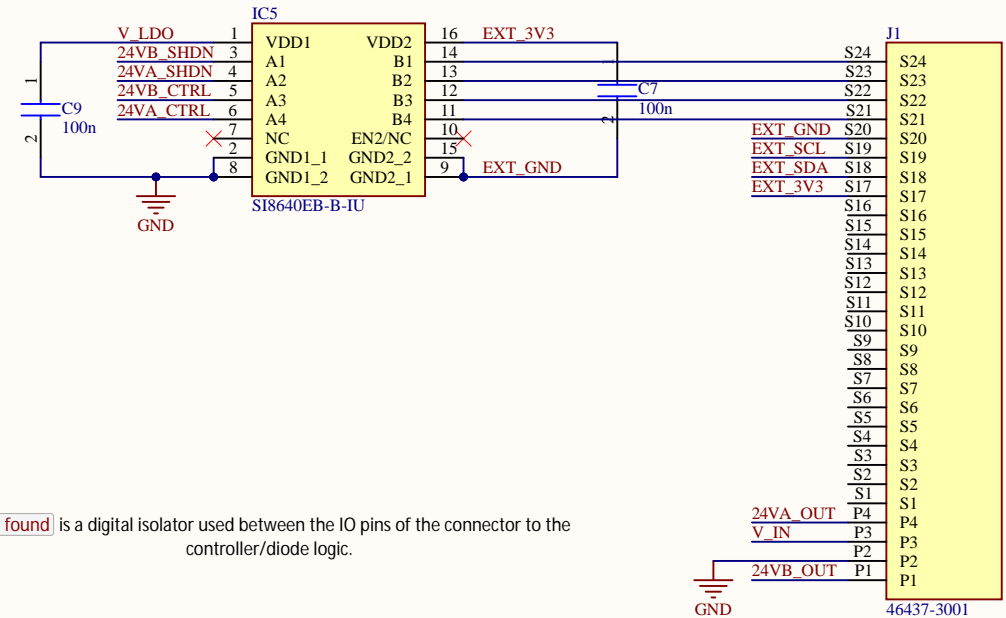 IC5
V_LDO 1 VDD1 VDD2 16 EXT_3V3
24VB_SHDN 3 A1 B1 14
24VA_SHDN 4 A2 B2 13
24VB_CTRL 5 A3 B3 12
24VA_CTRL 6 A4 B4 11
7 NC EN2/NC 10
2 GND1_1 GND2_2 15
8 GND1_2 GND2_1 9 EXT_GND
SI8640EB-B-IU
1
C9
100n
2
GND
1
C7
100n
2
J1
S24 S24
S23 S23
S22 S22
S21 S21
EXT_GND S20 S20
EXT_SCL S19 S19
EXT_SDA S18 S18
EXT_3V3 S17 S17
S16 S16
S15 S15
S14 S14
S13 S13
S12 S12
S11 S11
S10 S10
S9 S9
S8 S8
S7 S7
S6 S6
S5 S5
S4 S4
S3 S3
S2 S2
S1 S1
24VA_OUT P4 P4
V_IN P3 P3
P2 P2
24VB_OUT P1 P1
GND
46437-3001
found is a digital isolator used between the IO pins of the connector to the
controller/diode logic.